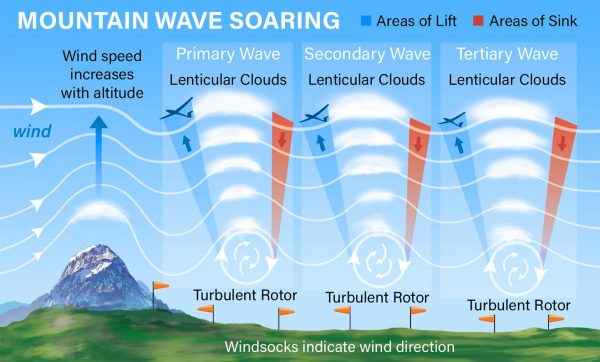 MOUNTAIN WAVE SOARING
Areas of Lift
Areas of Sink
Wind speed
increases
with altitude
wind
Primary Wave
Lenticular Clouds
Secondary Wave
Lenticular Clouds
Tertiary Wave
Lenticular Clouds
Turbulent Rotor
Turbulent Rotor
Turbulent Rotor
Windsocks indicate wind direction